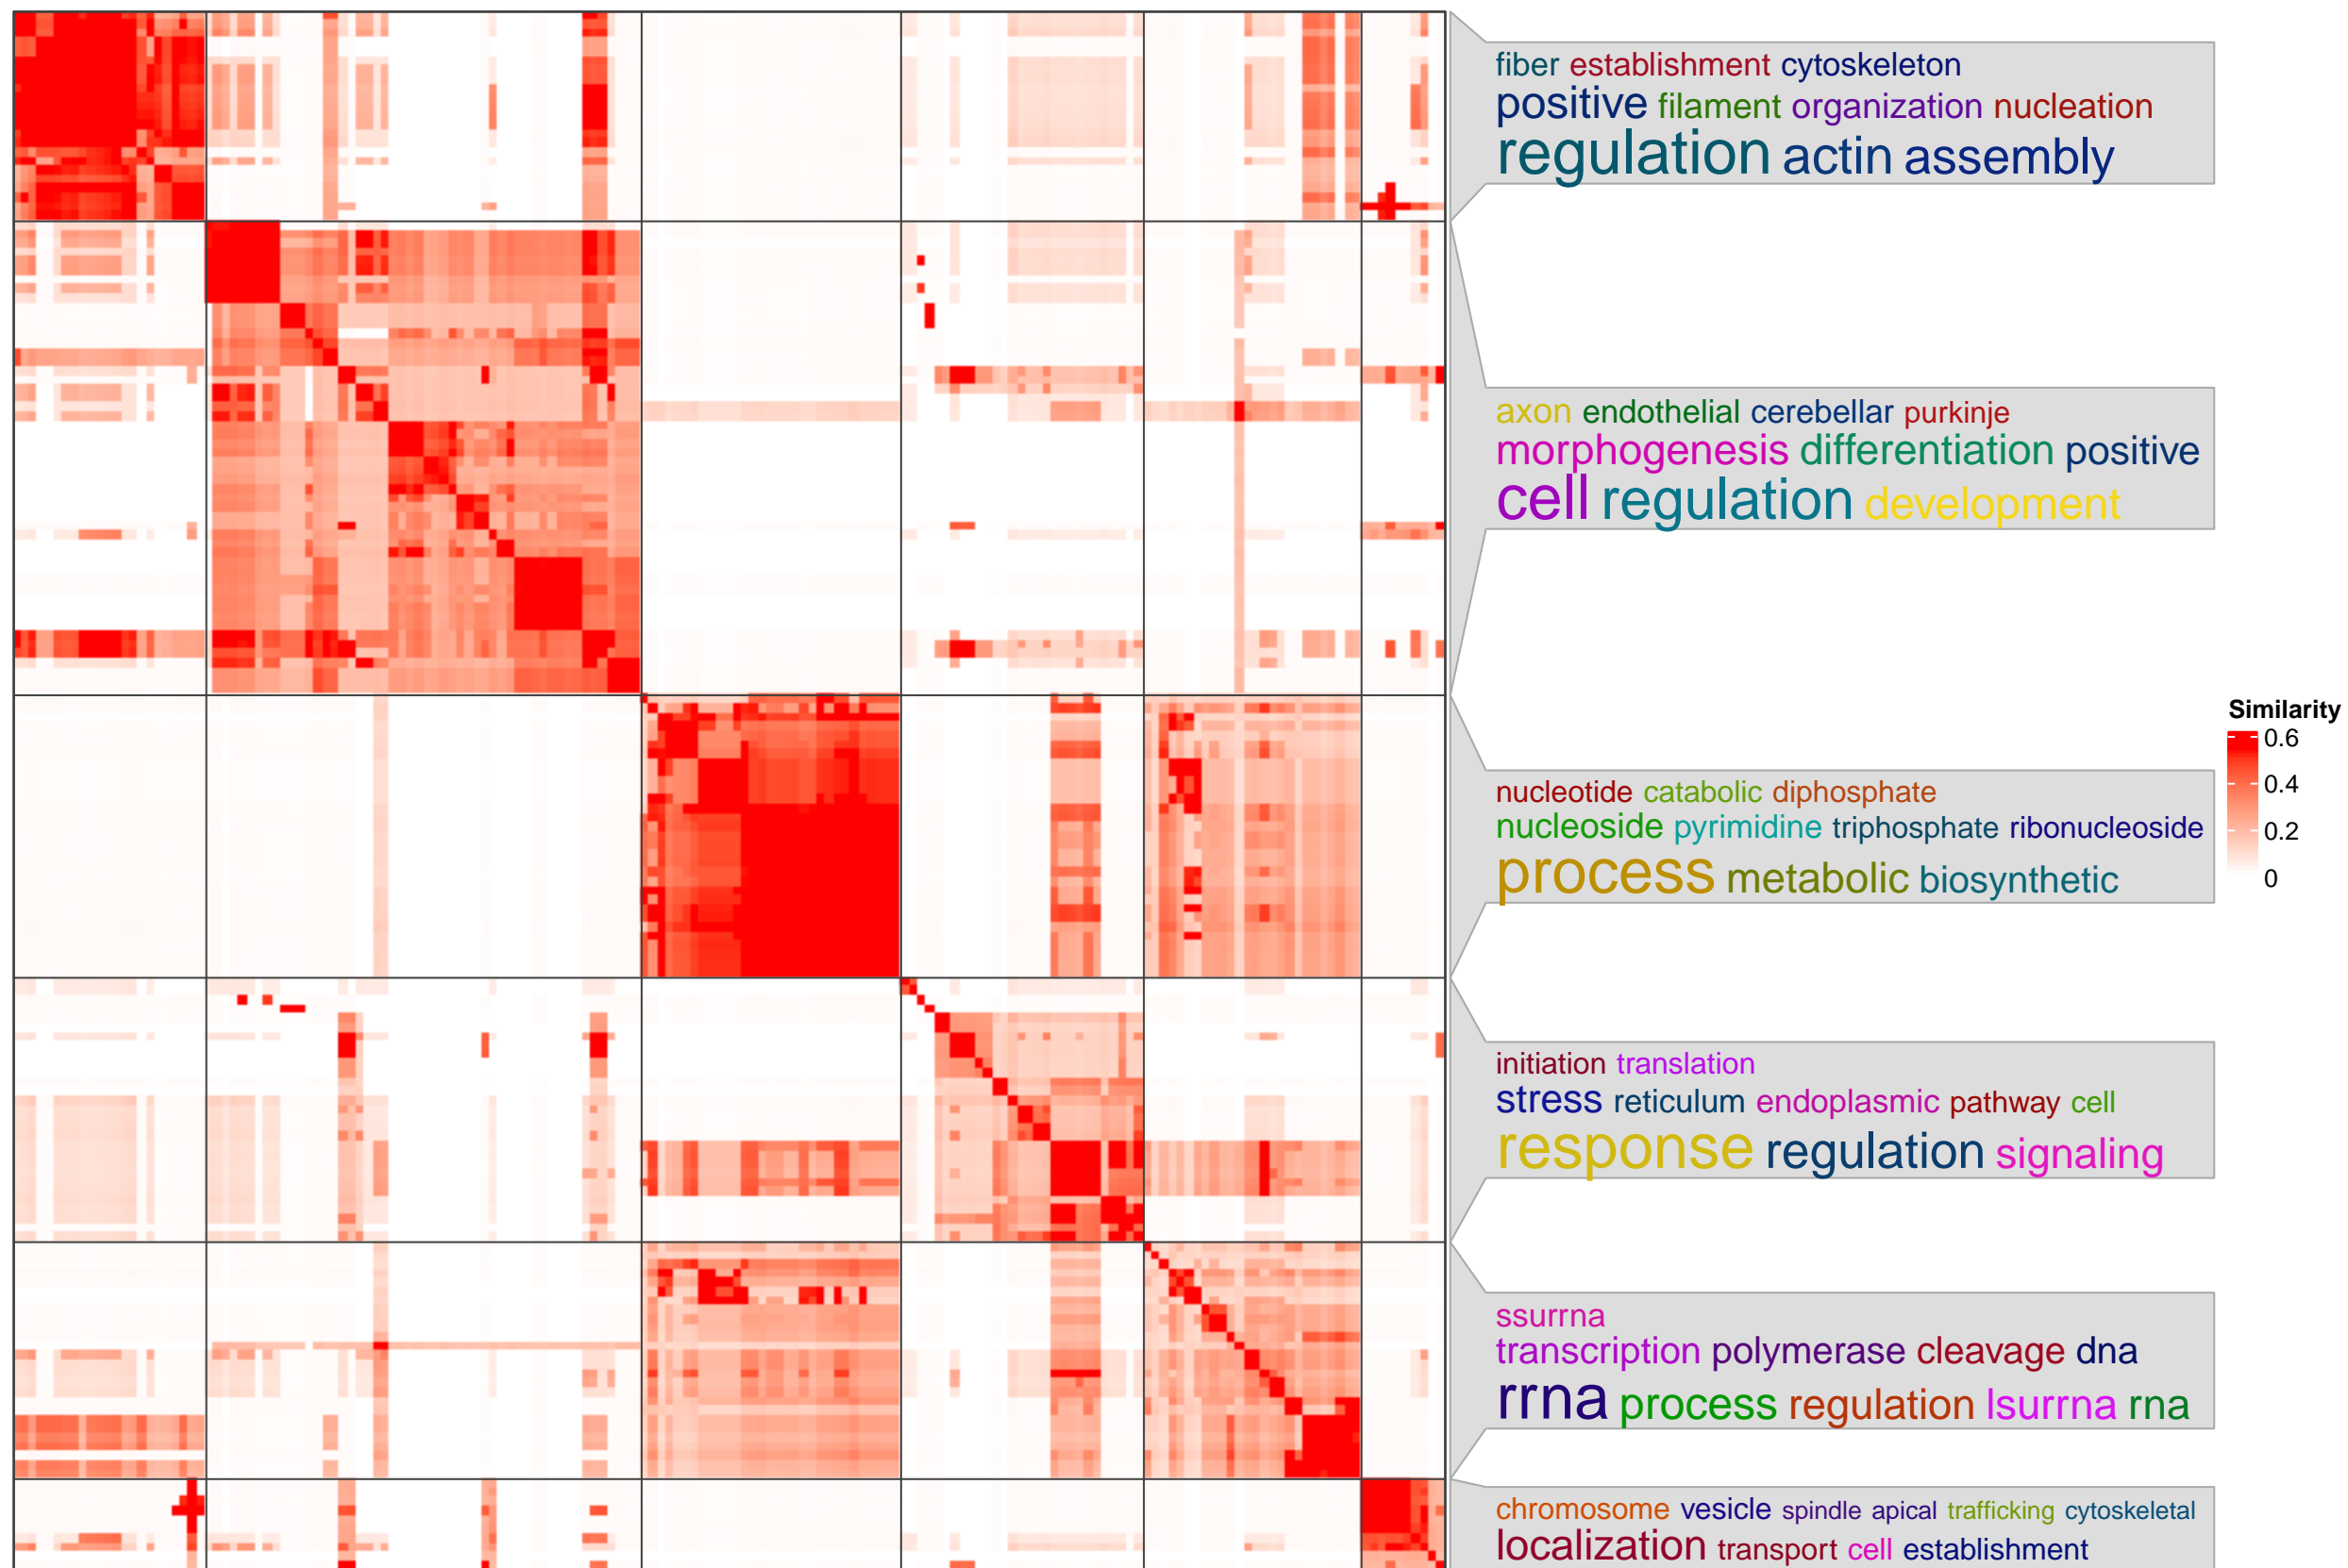 fiber establishment cytoskeleton
positive filament organization nucleation
regulation actin assembly
axon endothelial cerebellar purkinje
morphogenesis differentiation positive
cell regulation development
nucleotide catabolic diphosphate
nucleoside pyrimidine triphosphate ribonucleoside
process metabolic biosynthetic
initiation translation
stress reticulum endoplasmic pathway cell
response regulation signaling
ssurrna
transcription polymerase cleavage dna
rrna process regulation lsurrna rna
chromosome vesicle spindle apical trafficking cytoskeletal
localization transport cell establishment
Similarity
0.6
0.4
0.2
0